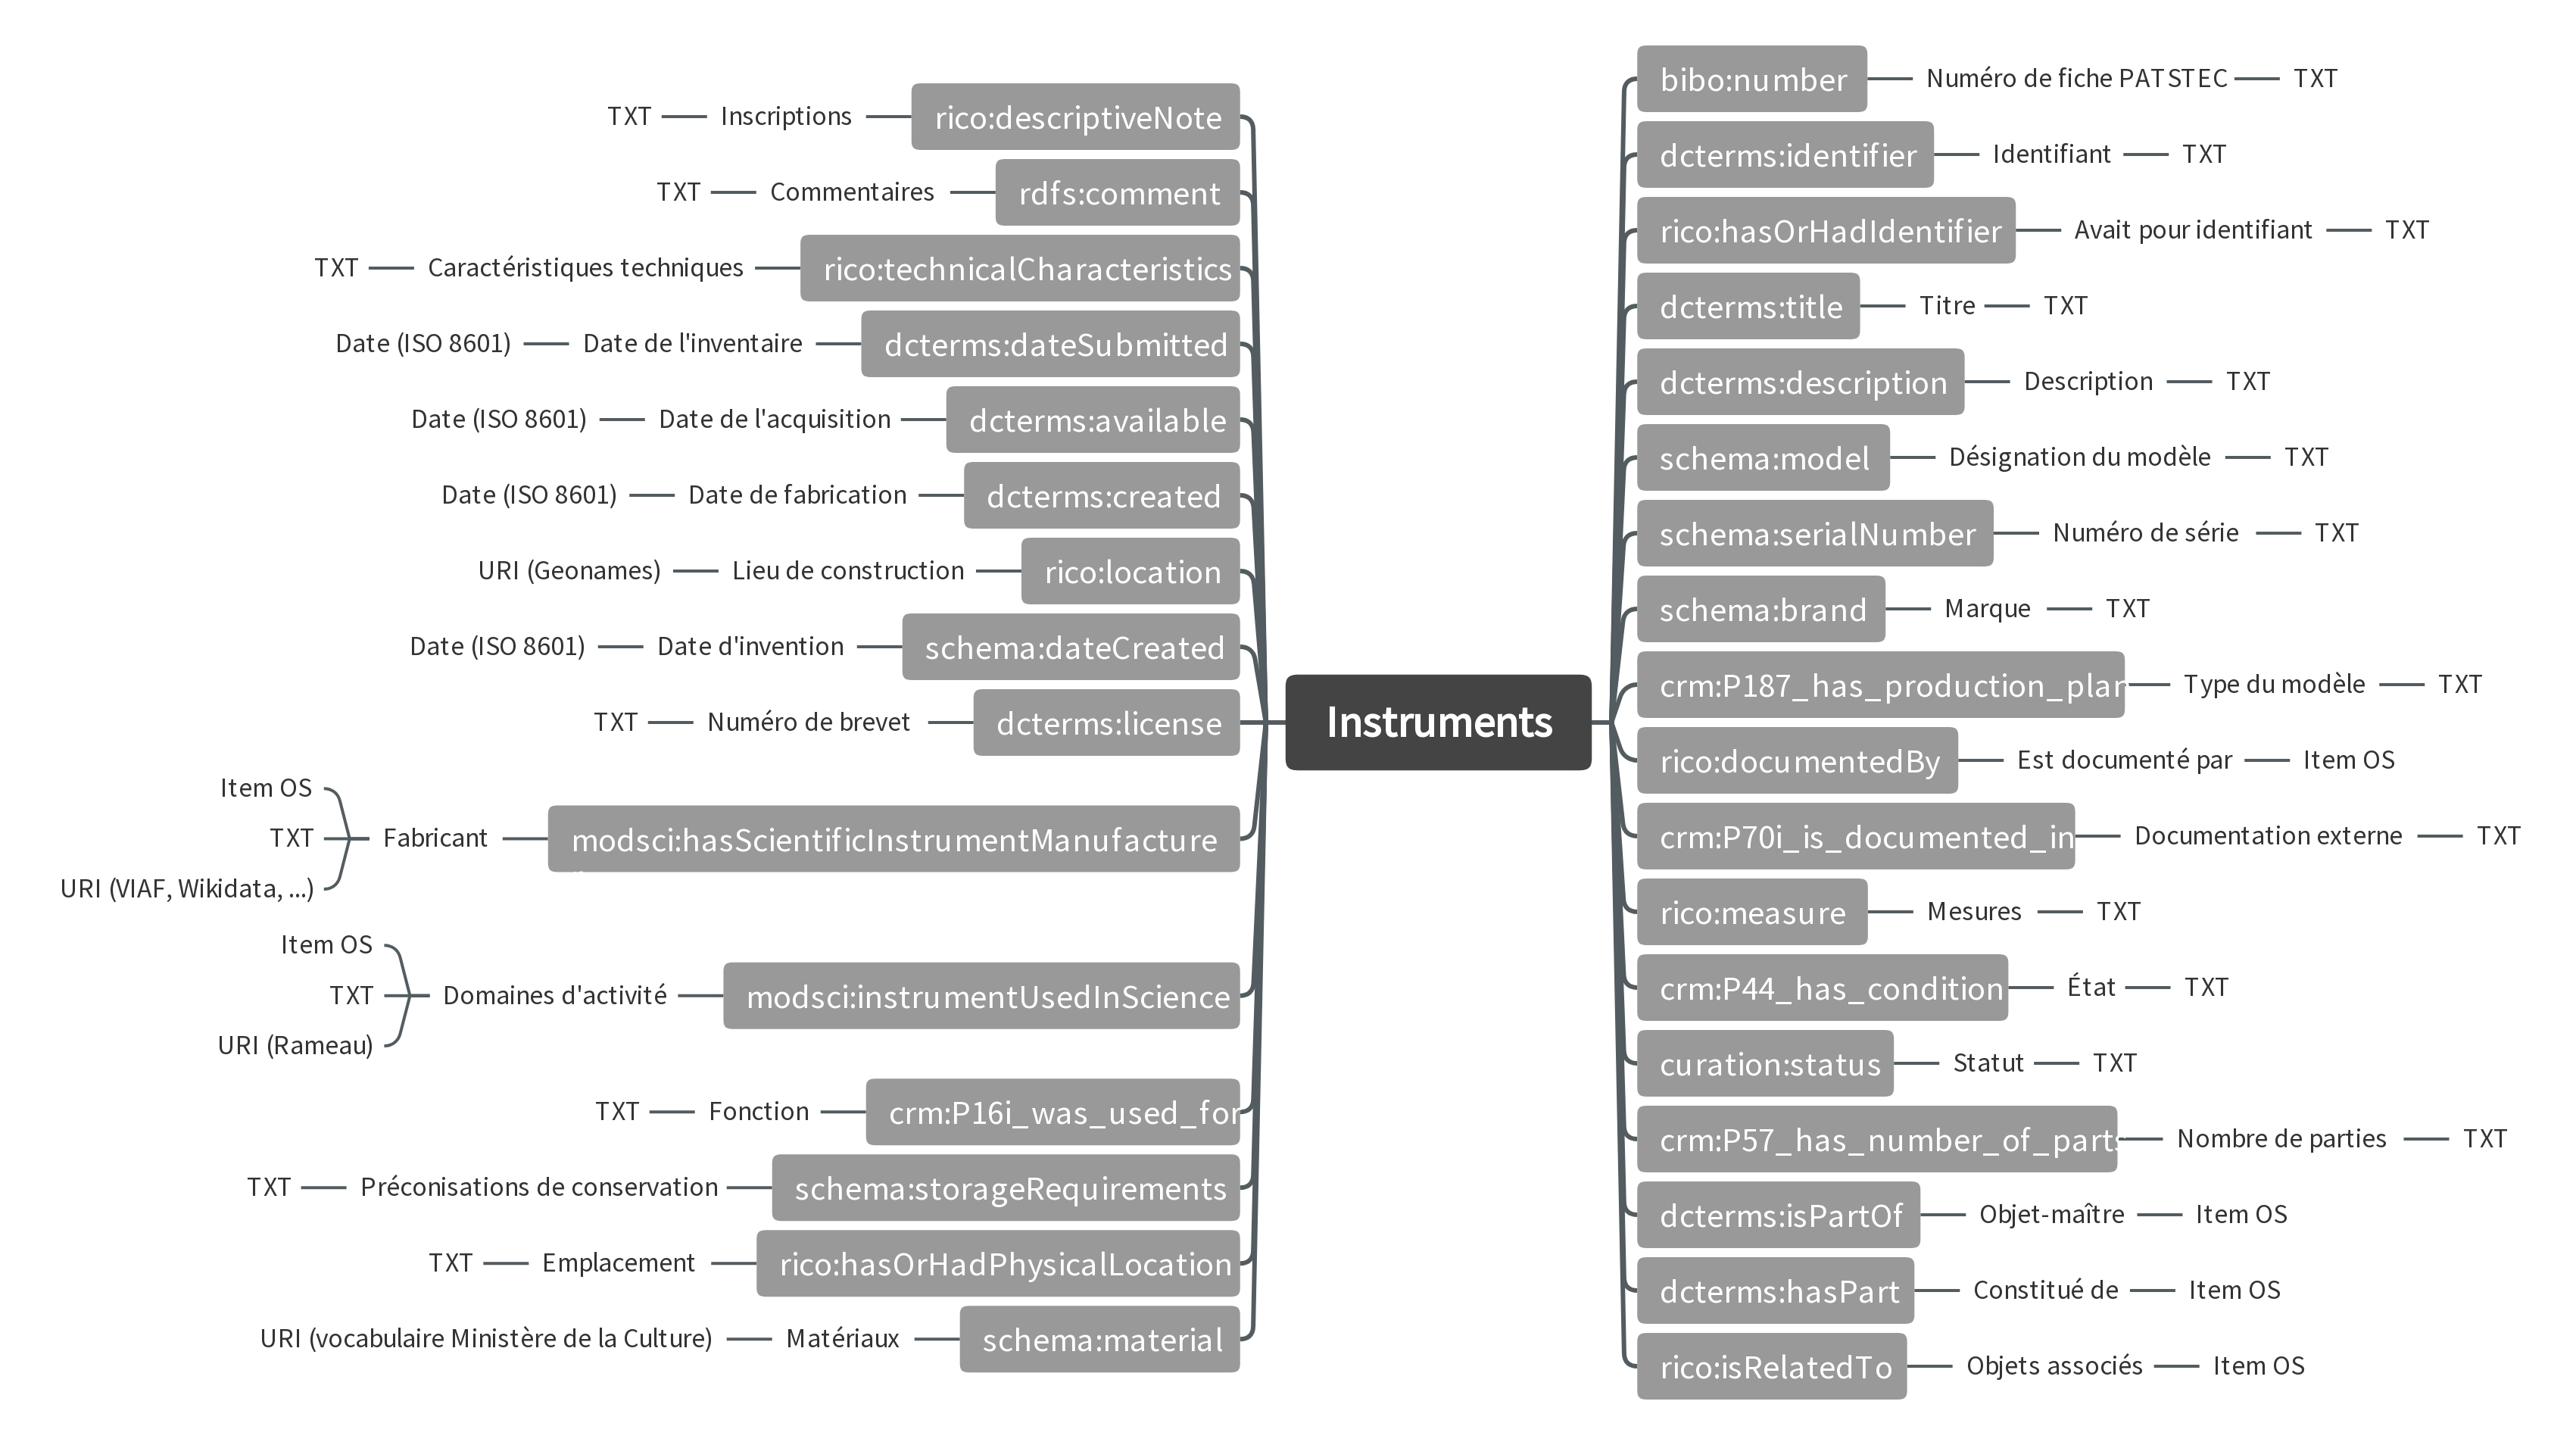 rico:descriptiveNote — Inscriptions — TXT
rdfs:comment — Commentaires — TXT
rico:technicalCharacteristics — Caractéristiques techniques — TXT
dcterms:dateSubmitted — Date de l'inventaire — Date (ISO 8601)
dcterms:available — Date de l'acquisition — Date (ISO 8601)
dcterms:created — Date de fabrication — Date (ISO 8601)
rico:location — Lieu de construction — URI (Geonames)
schema:dateCreated — Date d'invention — Date (ISO 8601)
dcterms:license — Numéro de brevet — TXT
modsci:hasScientificInstrumentManufacture — Fabricant
Item OS
TXT
URI (VIAF, Wikidata, ...)
modsci:instrumentUsedInScience — Domaines d'activité
Item OS
TXT
URI (Rameau)
crm:P16i_was_used_for — Fonction — TXT
schema:storageRequirements — Préconisations de conservation — TXT
rico:hasOrHadPhysicalLocation — Emplacement — TXT
schema:material — Matériaux — URI (vocabulaire Ministère de la Culture)
Instruments
bibo:number — Numéro de fiche PATSTEC — TXT
dcterms:identifier — Identifiant — TXT
rico:hasOrHadIdentifier — Avait pour identifiant — TXT
dcterms:title — Titre — TXT
dcterms:description — Description — TXT
schema:model — Désignation du modèle — TXT
schema:serialNumber — Numéro de série — TXT
schema:brand — Marque — TXT
crm:P187_has_production_plan — Type du modèle — TXT
rico:documentedBy — Est documenté par — Item OS
crm:P70i_is_documented_in — Documentation externe — TXT
rico:measure — Mesures — TXT
crm:P44_has_condition — État — TXT
curation:status — Statut — TXT
crm:P57_has_number_of_parts — Nombre de parties — TXT
dcterms:isPartOf — Objet-maître — Item OS
dcterms:hasPart — Constitué de — Item OS
rico:isRelatedTo — Objets associés — Item OS